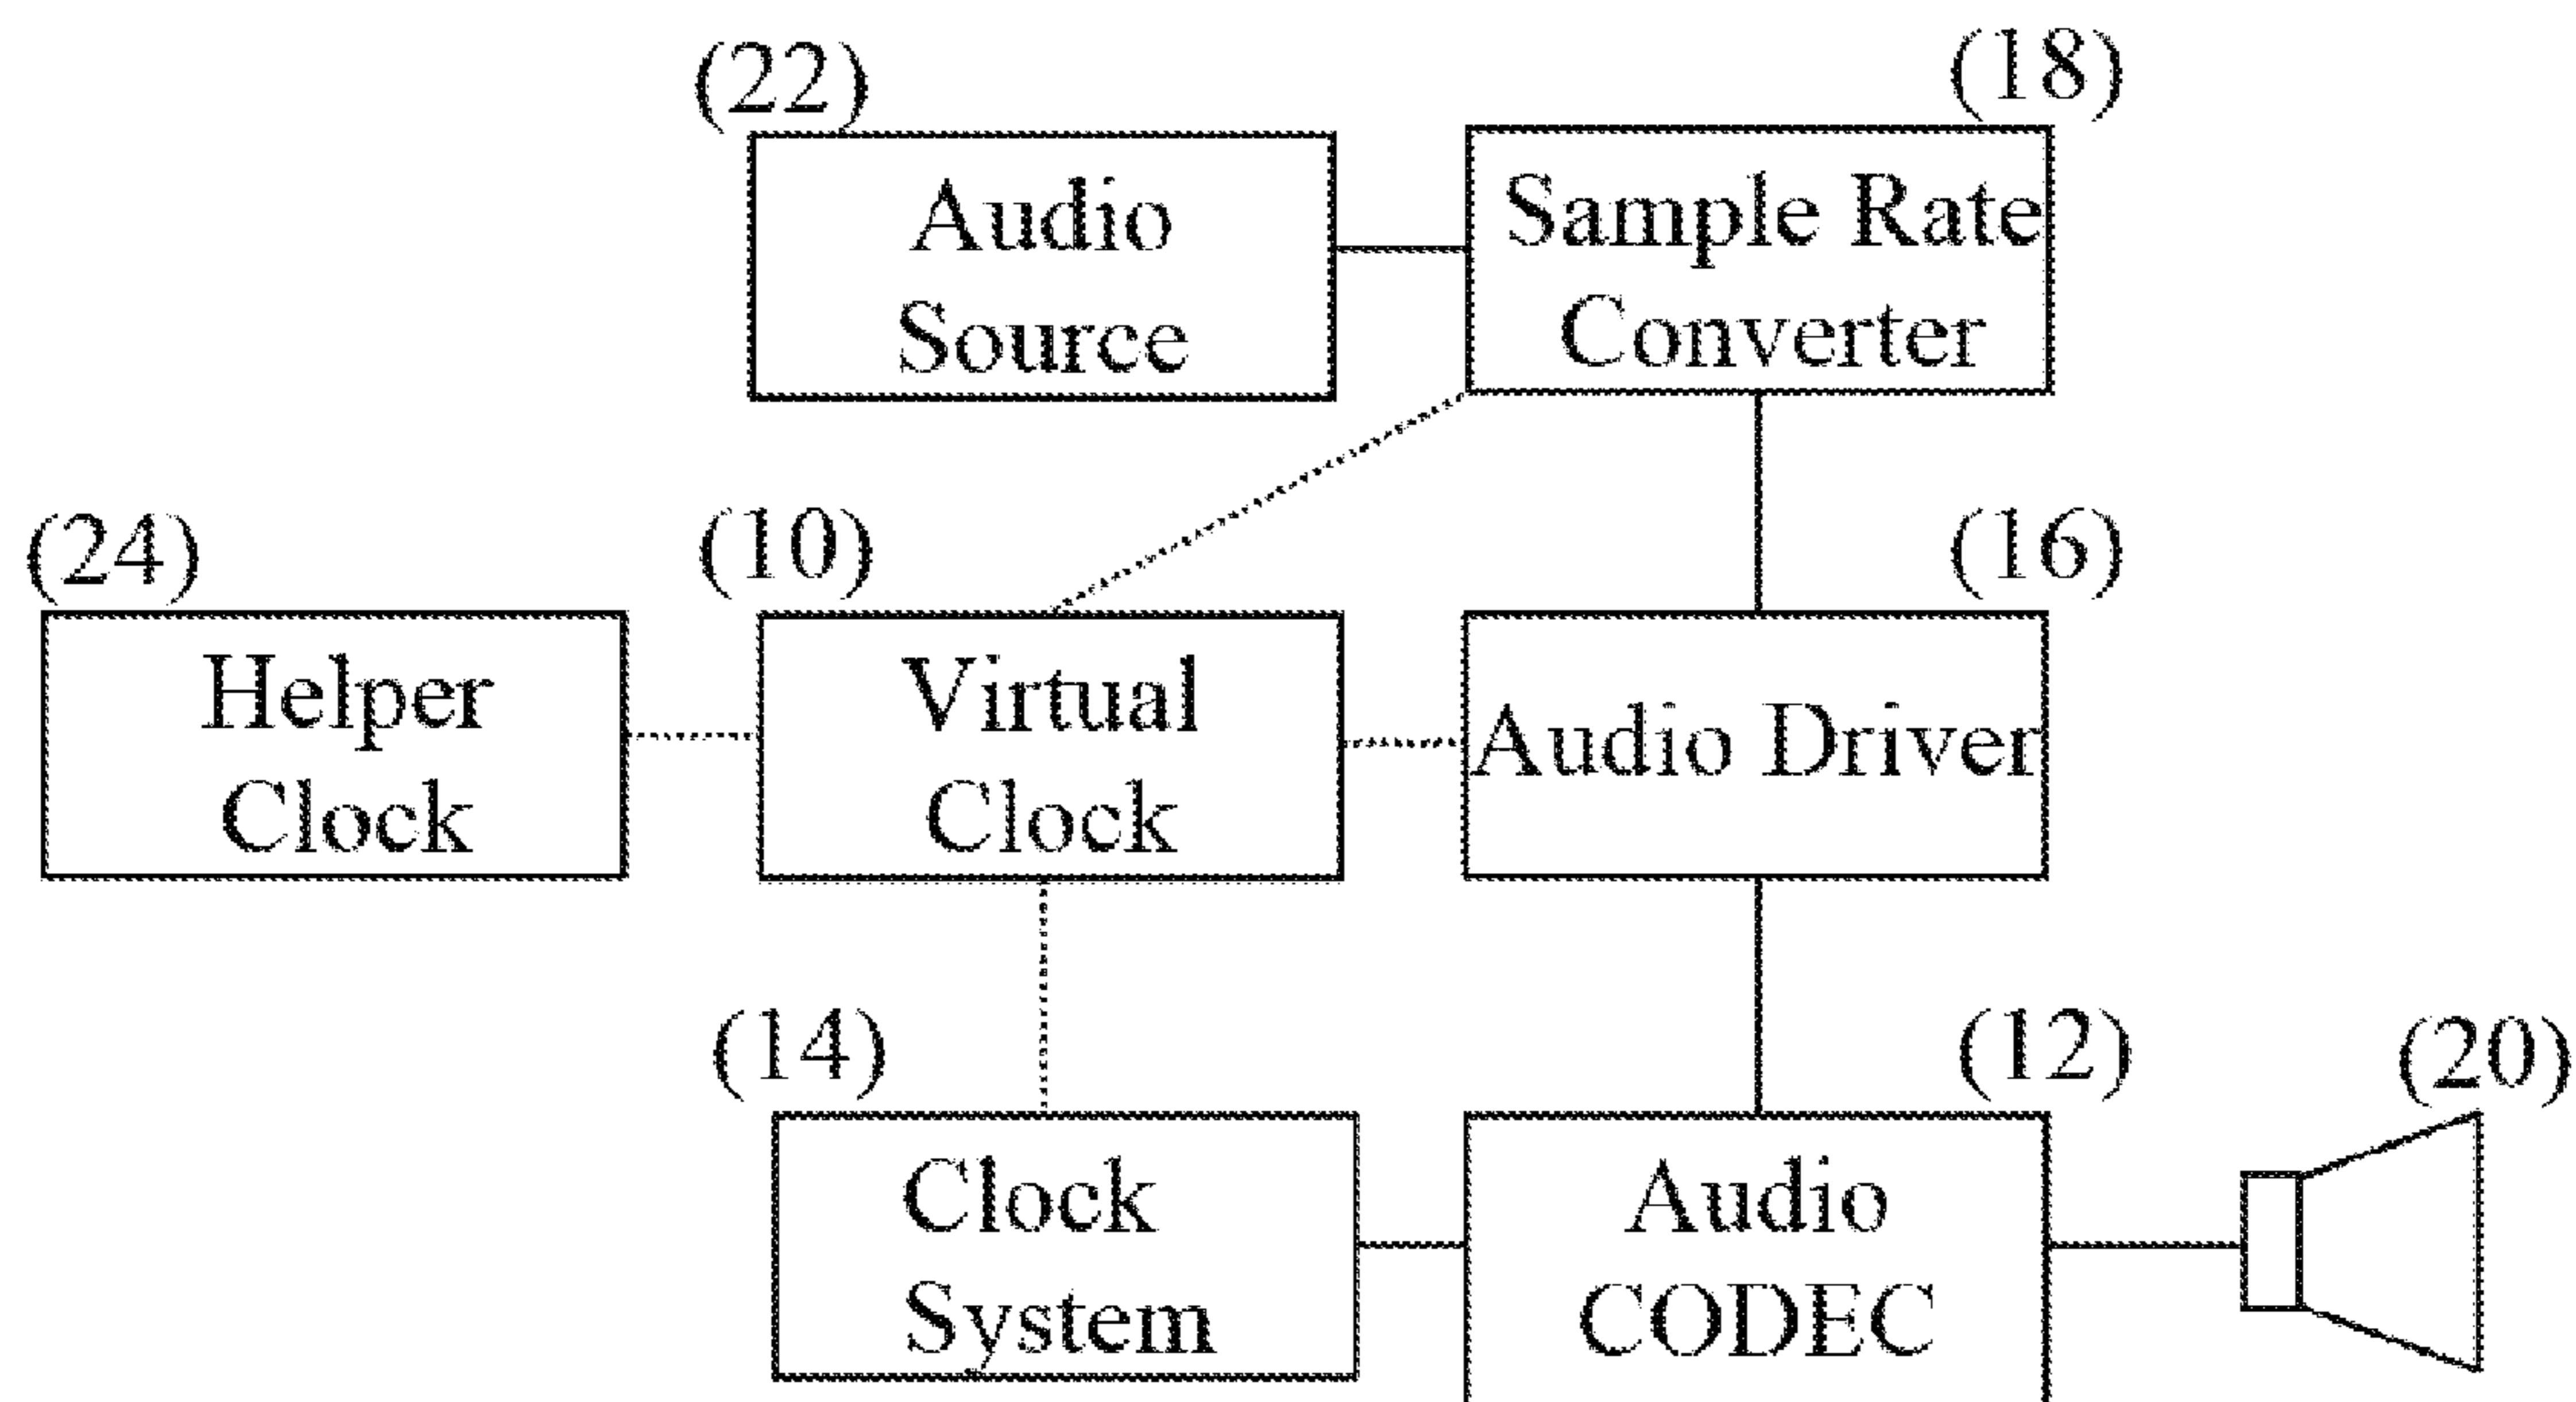 (22)
(18)
Audio
Source
Sample Rate
Converter
(24)
(10)
(16)
Helper
Clock
Virtual
Clock
Audio Driver
(14)
(12)
(20)
Clock
System
Audio
CODEC